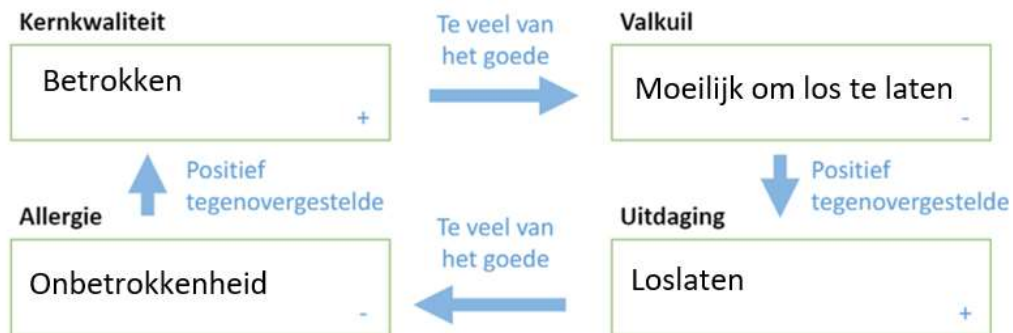 Kernkwaliteit
Te veel van
het goede
Valkuil
Betrokken
+
Moeilijk om los te laten
-
Positief
tegenovergestelde
Positief
tegenovergestelde
Allergie
Te veel van
het goede
Uitdaging
Onbetrokkenheid
-
Loslaten
+